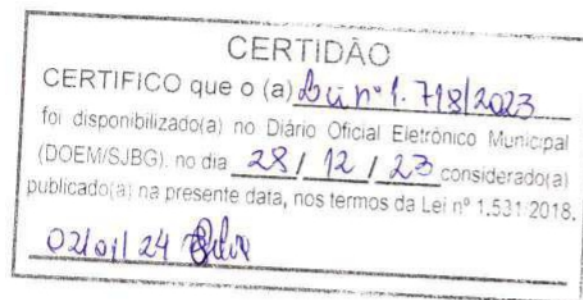 CERTIDÃO
CERTIFICO que o (a) Lei nº 1.718/2023
foi disponibilizado(a) no Diário Oficial Eletrônico Municipal
(DOEM/SJBG), no dia 28 / 12 / 23 considerado(a)
publicado(a) na presente data, nos termos da Lei nº 1.531/2018.
02/01/24